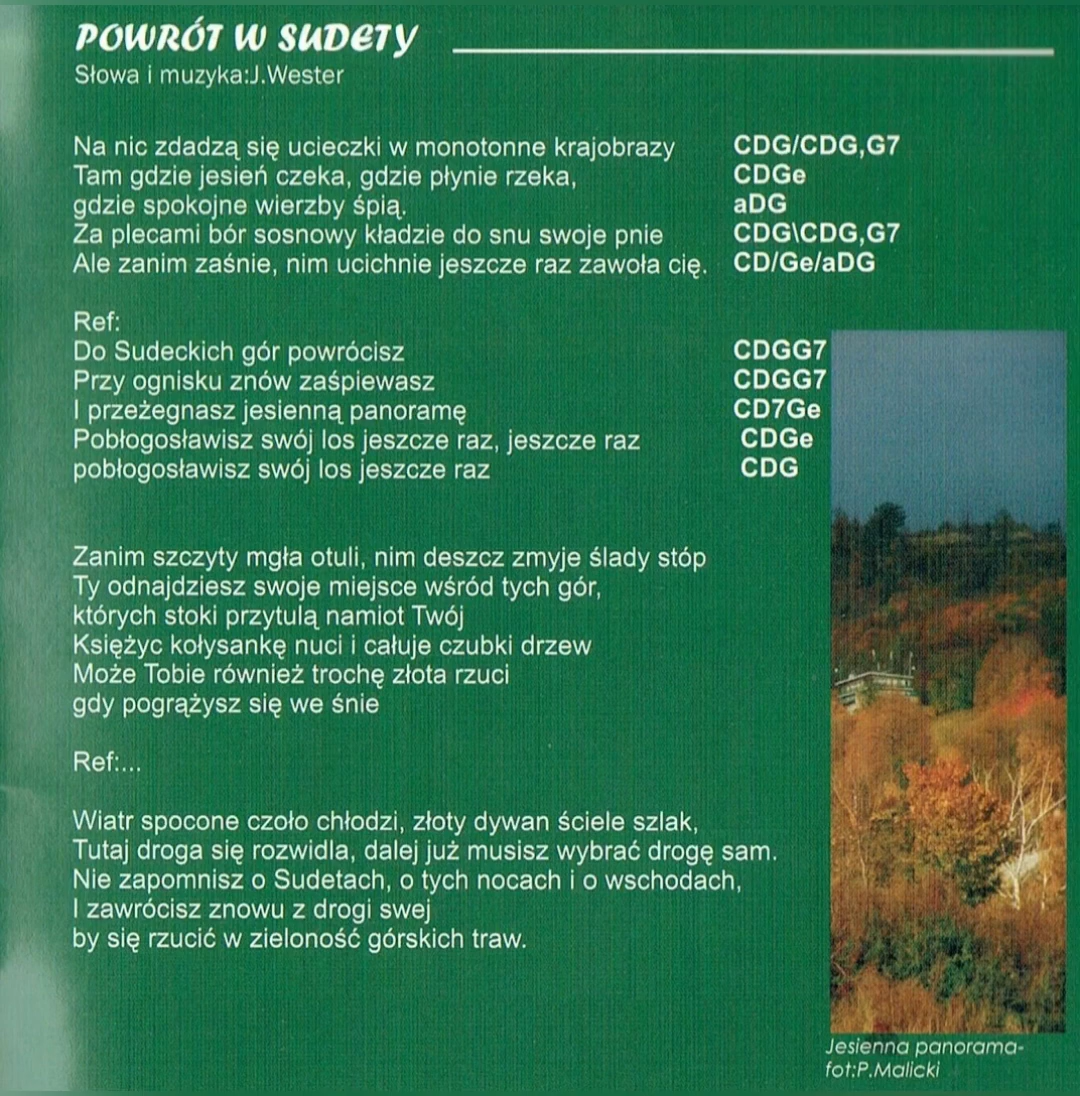 POWRÓT W SUDETY
Słowa i muzyka:J.Wester
Na nic zdadzą się ucieczki w monotonne krajobrazy CDG/CDG,G7
Tam gdzie jesień czeka, gdzie płynie rzeka, CDGe
gdzie spokojne wierzby śpią. aDG
Za plecami bór sosnowy kładzie do snu swoje pnie CDG\CDG,G7
Ale zanim zaśnie, nim ucichnie jeszcze raz zawoła cię. CD/Ge/aDG
Ref:
Do Sudeckich gór powrócisz CDGG7
Przy ognisku znów zaśpiewasz CDGG7
I przeżegnasz jesienną panoramę CD7Ge
Pobłogosławisz swój los jeszcze raz, jeszcze raz CDGe
pobłogosławisz swój los jeszcze raz CDG
Zanim szczyty mgła otuli, nim deszcz zmyje ślady stóp
Ty odnajdziesz swoje miejsce wśród tych gór,
których stoki przytulą namiot Twój
Księżyc kołysankę nuci i całuje czubki drzew
Może Tobie również trochę złota rzuci
gdy pogrążysz się we śnie
Ref:...
Wiatr spocone czoło chłodzi, złoty dywan ściele szlak,
Tutaj droga się rozwidla, dalej już musisz wybrać drogę sam.
Nie zapomnisz o Sudetach, o tych nocach i o wschodach,
I zawrócisz znowu z drogi swej
by się rzucić w zieloność górskich traw.
Jesienna panorama-
fot:P.Malicki